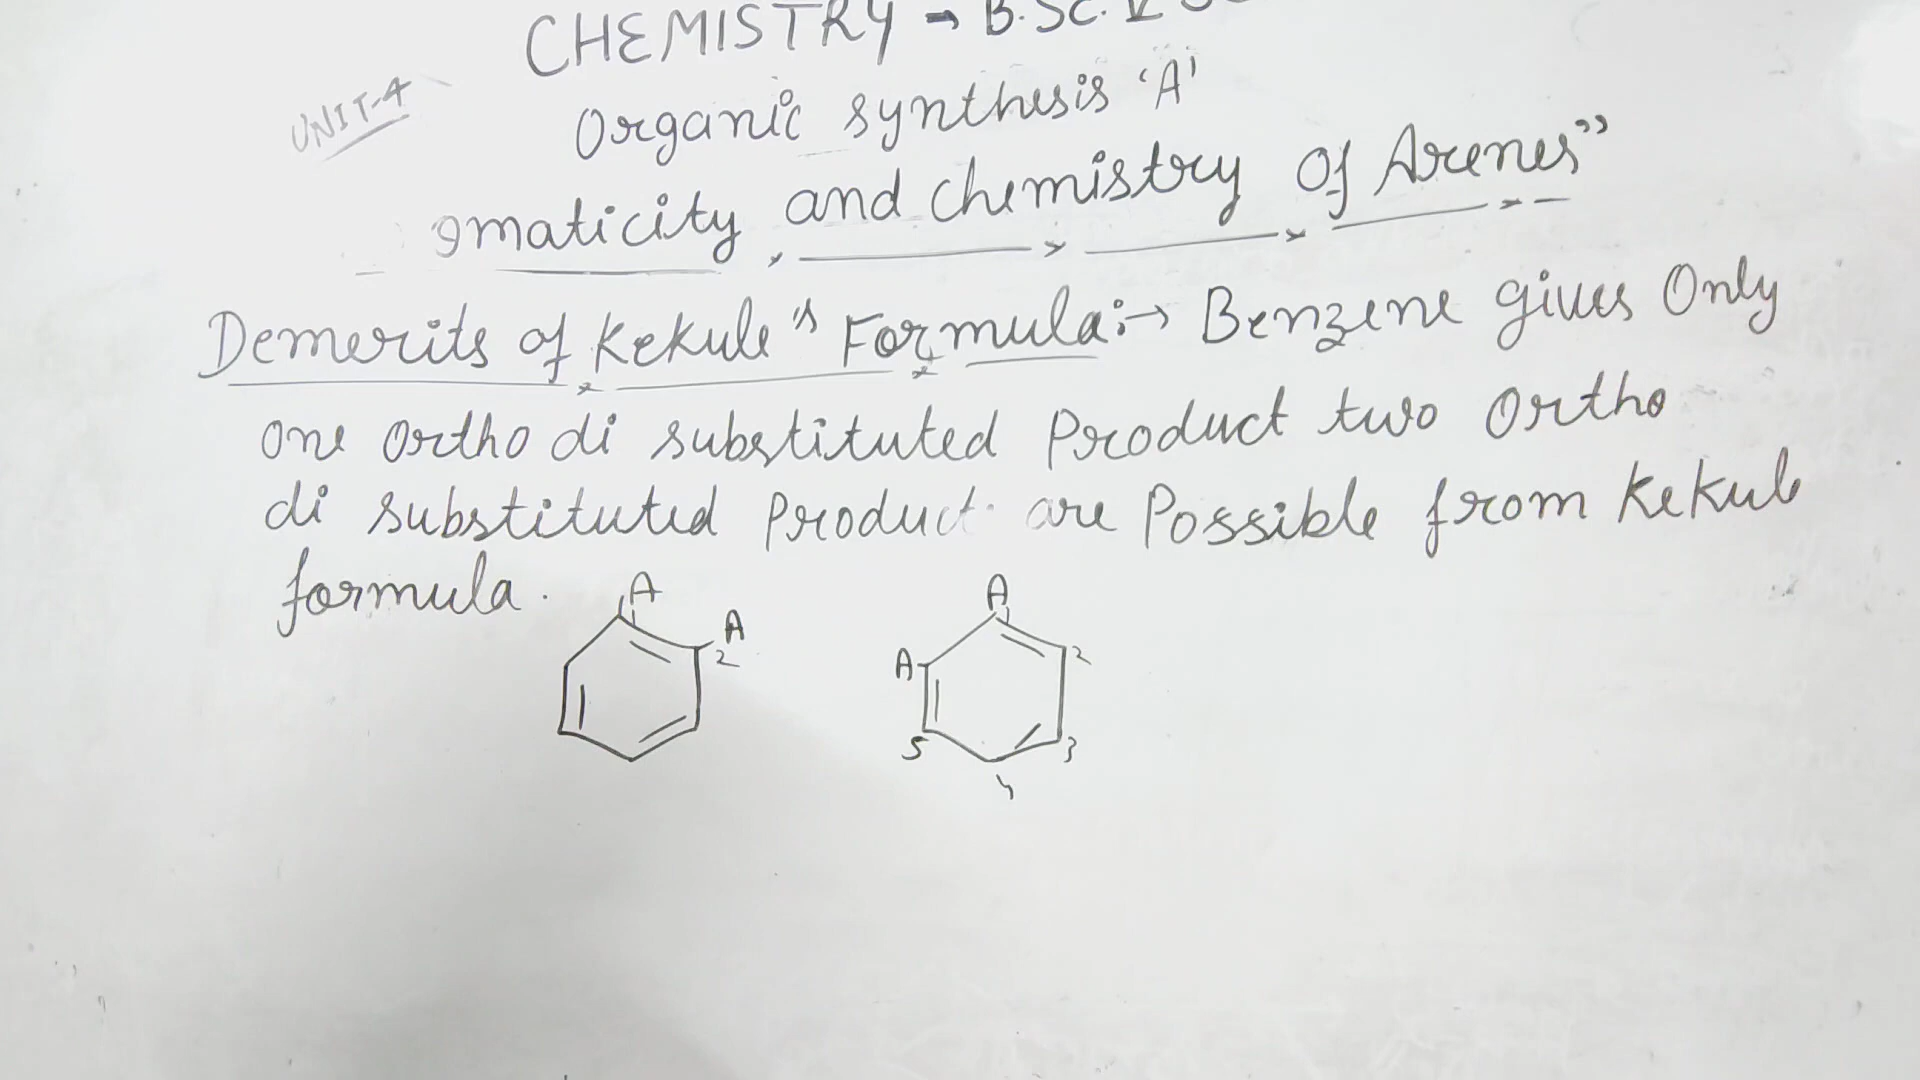 CHEMISTRY → B.Sc. V
UNIT-4
Organic synthesis 'A'
omaticity and chemistry of Arenes"
Demerits of Kekule"s Formula:→ Benzene gives Only
one ortho di substituted Product two ortho
di substituted Product are Possible from Kekule
formula.
A A
1 A 1
2 A 2
5 3
4